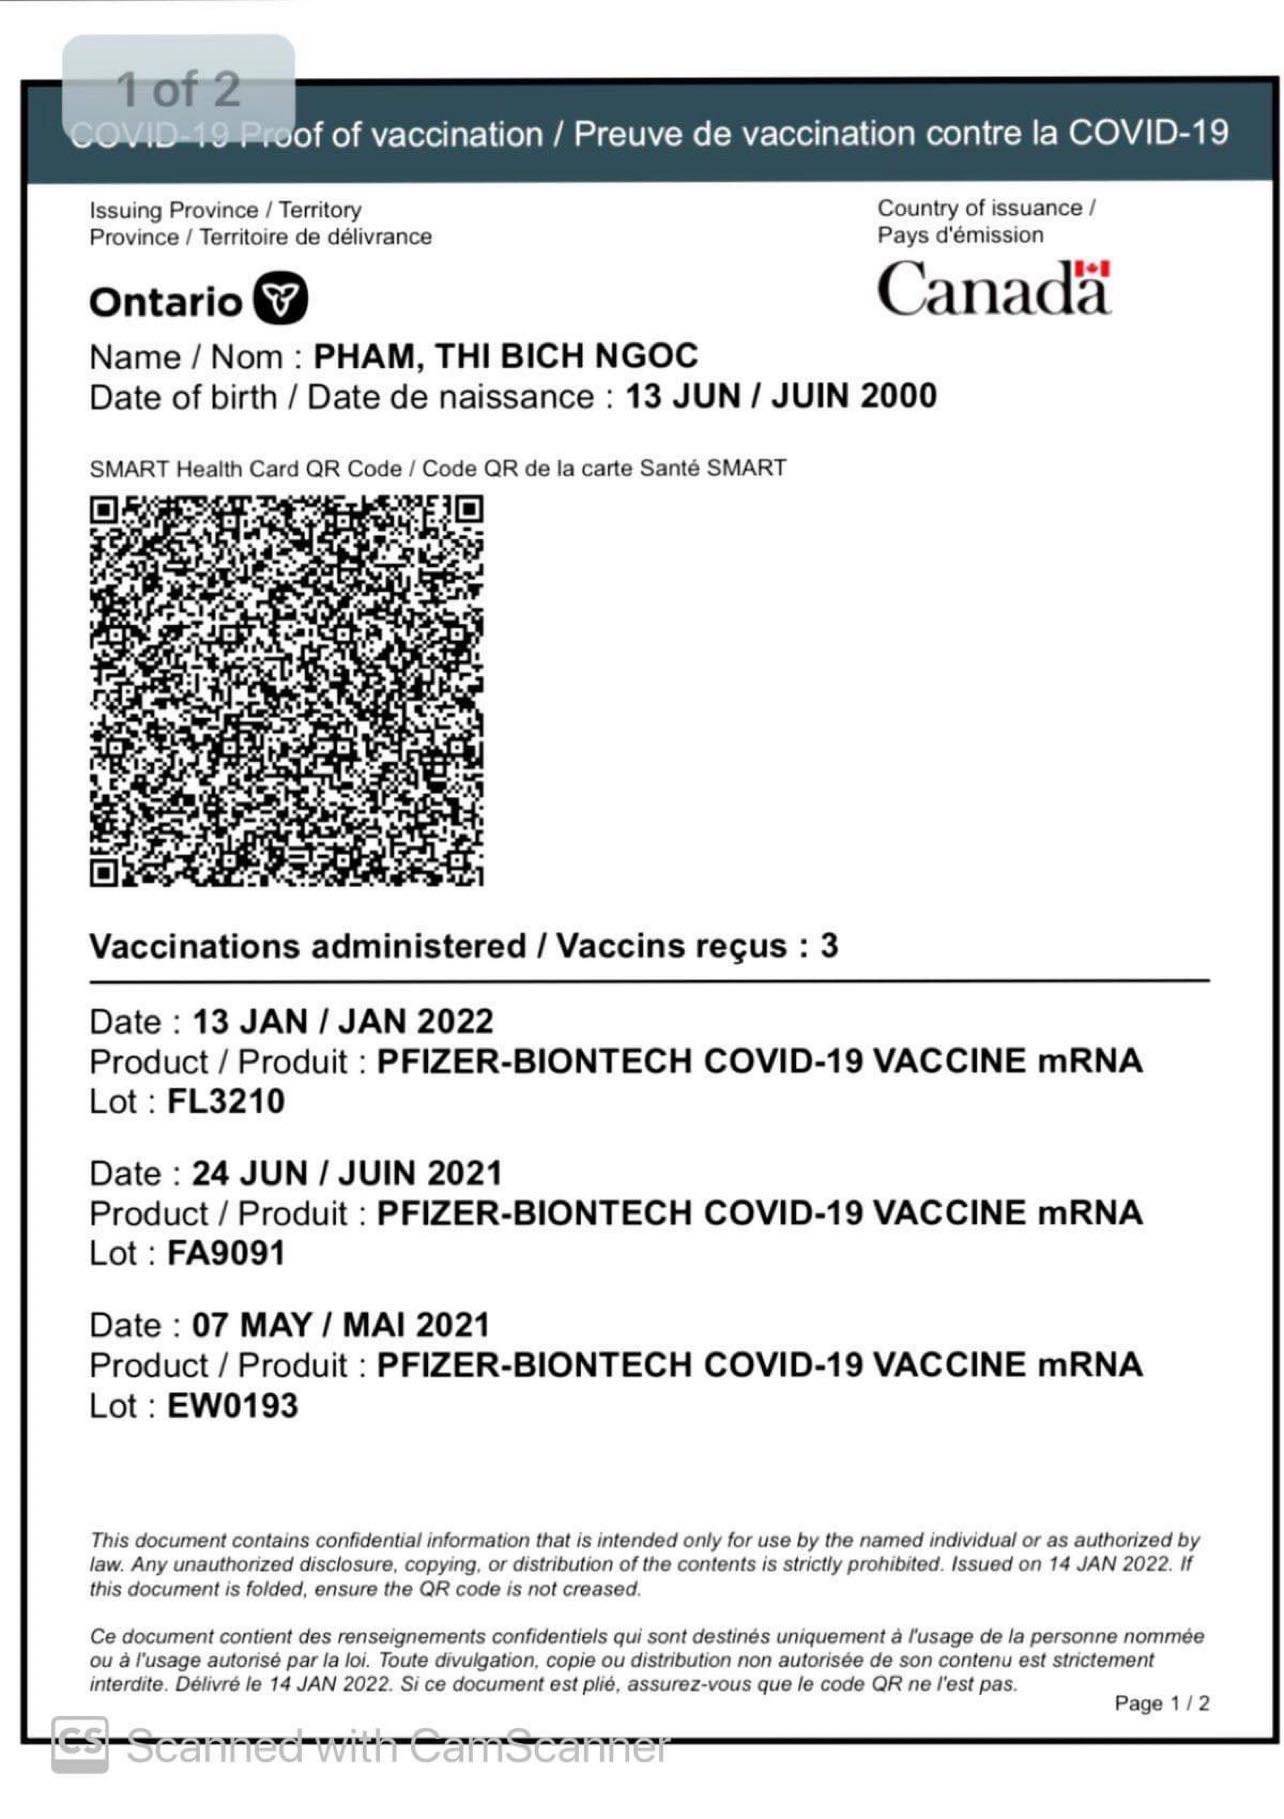 1 of 2
COVID-19 Proof of vaccination / Preuve de vaccination contre la COVID-19
Issuing Province / Territory
Province / Territoire de délivrance
Country of issuance /
Pays d'émission
Ontario
Canada
Name / Nom : PHAM, THI BICH NGOC
Date of birth / Date de naissance : 13 JUN / JUIN 2000
SMART Health Card QR Code / Code QR de la carte Santé SMART
Vaccinations administered / Vaccins reçus : 3
Date : 13 JAN / JAN 2022
Product / Produit : PFIZER-BIONTECH COVID-19 VACCINE mRNA
Lot : FL3210
Date : 24 JUN / JUIN 2021
Product / Produit : PFIZER-BIONTECH COVID-19 VACCINE mRNA
Lot : FA9091
Date : 07 MAY / MAI 2021
Product / Produit : PFIZER-BIONTECH COVID-19 VACCINE mRNA
Lot : EW0193
This document contains confidential information that is intended only for use by the named individual or as authorized by
law. Any unauthorized disclosure, copying, or distribution of the contents is strictly prohibited. Issued on 14 JAN 2022. If
this document is folded, ensure the QR code is not creased.
Ce document contient des renseignements confidentiels qui sont destinés uniquement à l'usage de la personne nommée
ou à l'usage autorisé par la loi. Toute divulgation, copie ou distribution non autorisée de son contenu est strictement
interdite. Délivré le 14 JAN 2022. Si ce document est plié, assurez-vous que le code QR ne l'est pas.
Page 1 / 2
CS Scanned with CamScanner